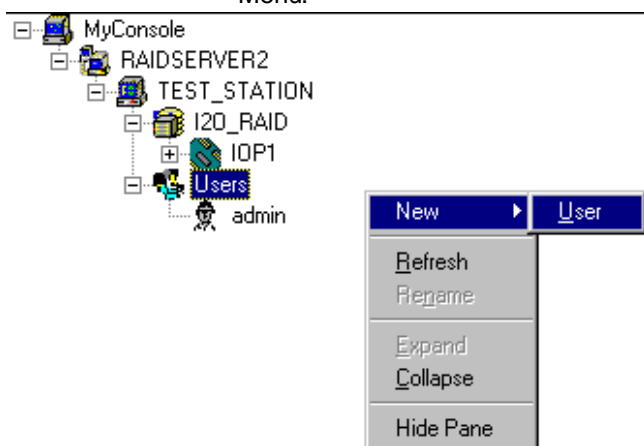 Menu.
MyConsole
RAIDSERVER2
TEST_STATION
I2O_RAID
IOP1
Users
admin
New User
Refresh
Rename
Expand
Collapse
Hide Pane